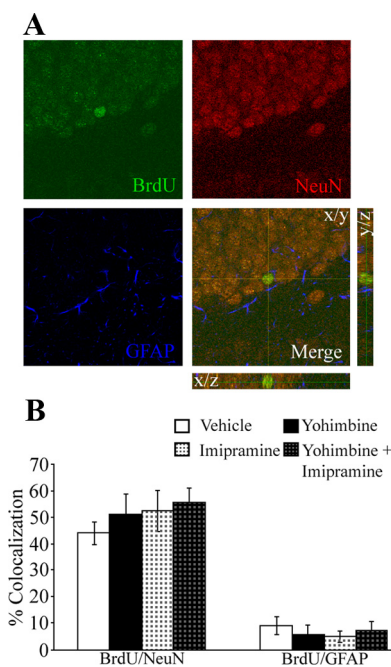 A
BrdU
NeuN
GFAP
x/y
Merge
y/z
x/z
B
Vehicle
Yohimbine
Imipramine
Yohimbine +
Imipramine
% Colocalization
70
60
50
40
30
20
10
0
BrdU/NeuN
BrdU/GFAP